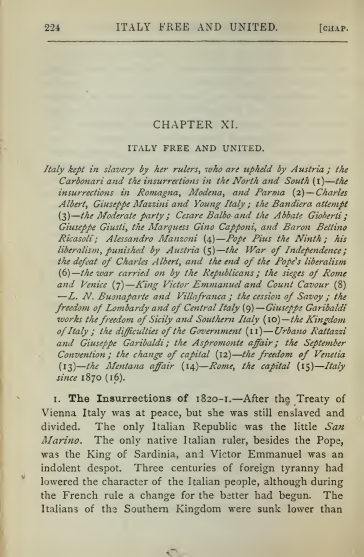 224 ITALY FREE AND UNITED. [CHAP.
CHAPTER XI.
ITALY FREE AND UNITED.
Italy kept in slavery by her rulers, who are upheld by Austria; the
Carbonari and the insurrections in the North and South (1)—the
insurrections in Romagna, Modena, and Parma (2)—Charles
Albert, Giuseppe Mazzini and Young Italy; the Bandiera attempt
(3)—the Moderate party; Cesare Balbo and the Abbate Gioberti;
Giuseppe Giusti, the Marquess Gino Capponi, and Baron Bettino
Ricasoli; Alessandro Manzoni (4)—Pope Pius the Ninth; his
liberalism, punished by Austria (5)—the War of Independence;
the defeat of Charles Albert, and the end of the Pope's liberalism
(6)—the war carried on by the Republicans; the sieges of Rome
and Venice (7)—King Victor Emmanuel and Count Cavour (8)
—L. N. Buonaparte and Villafranca; the cession of Savoy; the
freedom of Lombardy and of Central Italy (9)—Giuseppe Garibaldi
works the freedom of Sicily and Southern Italy (10)—the Kingdom
of Italy; the difficulties of the Government (11)—Urbano Rattazzi
and Giuseppe Garibaldi; the Aspromonte affair; the September
Convention; the change of capital (12)—the freedom of Venetia
(13)—the Mentana affair (14)—Rome, the capital (15)—Italy
since 1870 (16).
1. The Insurrections of 1820-1.—After the Treaty of
Vienna Italy was at peace, but she was still enslaved and
divided. The only Italian Republic was the little San
Marino. The only native Italian ruler, besides the Pope,
was the King of Sardinia, and Victor Emmanuel was an
indolent despot. Three centuries of foreign tyranny had
lowered the character of the Italian people, although during
the French rule a change for the better had begun. The
Italians of the Southern Kingdom were sunk lower than